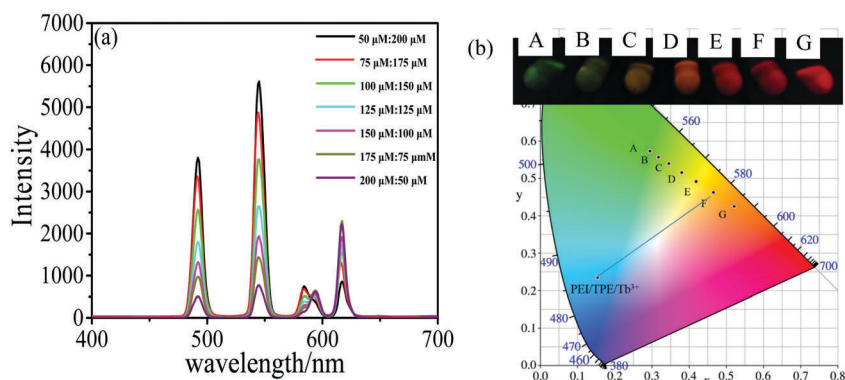 (a)
7000
6000
5000
4000
3000
2000
1000
0
Intensity
400
500
600
700
wavelength/nm
50 μM:200 μM
75 μM:175 μM
100 μM:150 μM
125 μM:125 μM
150 μM:100 μM
175 μM:75 μmM
200 μM:50 μM
(b)
A B C D E F G
560
580
600
620
700
500
490
480
470
460
380
0.6
0.5
y
0.4
0.3
0.2
0.1
0.0
A
B
C
D
E
F
G
PEI/TPE/Tb³⁺
0.0 0.1 0.2 0.3 0.4 0.5 0.6 0.7 0.8